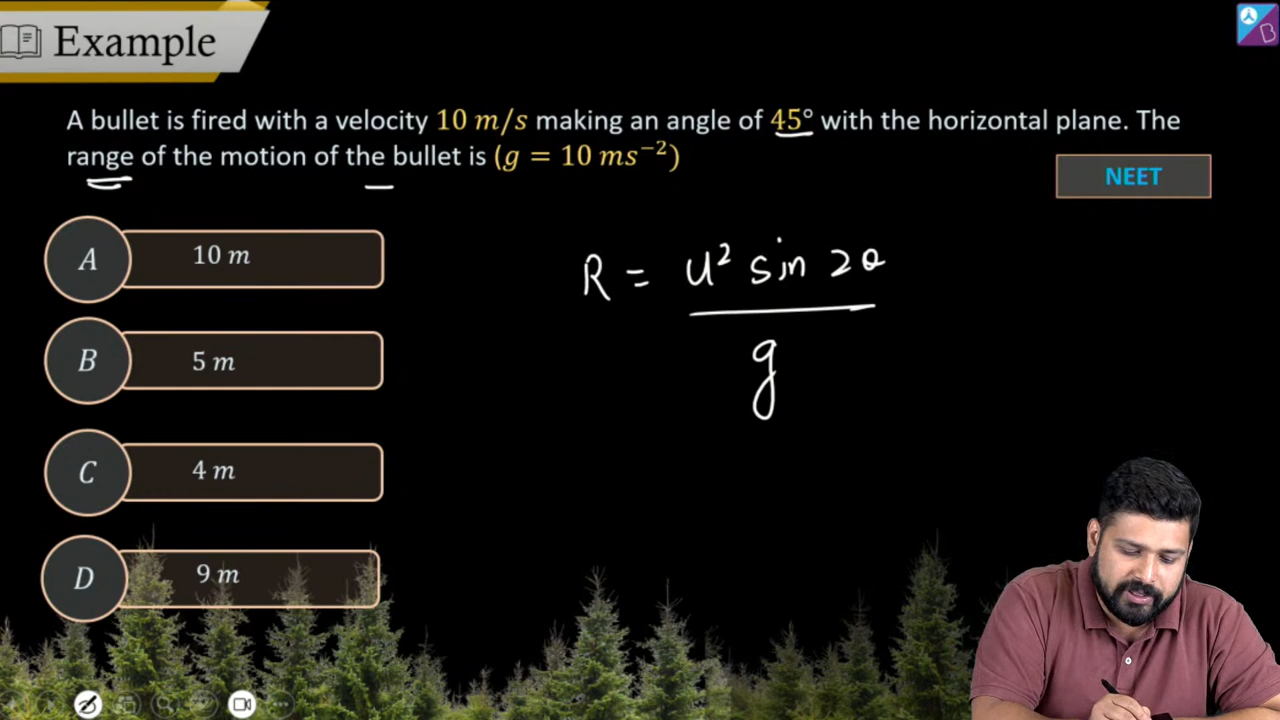 Example
A bullet is fired with a velocity 10 m/s making an angle of 45° with the horizontal plane. The
range of the motion of the bullet is (g = 10 ms⁻²)
NEET
A 10 m
B 5 m
C 4 m
D 9 m
R = u² sin 2θ
g
B